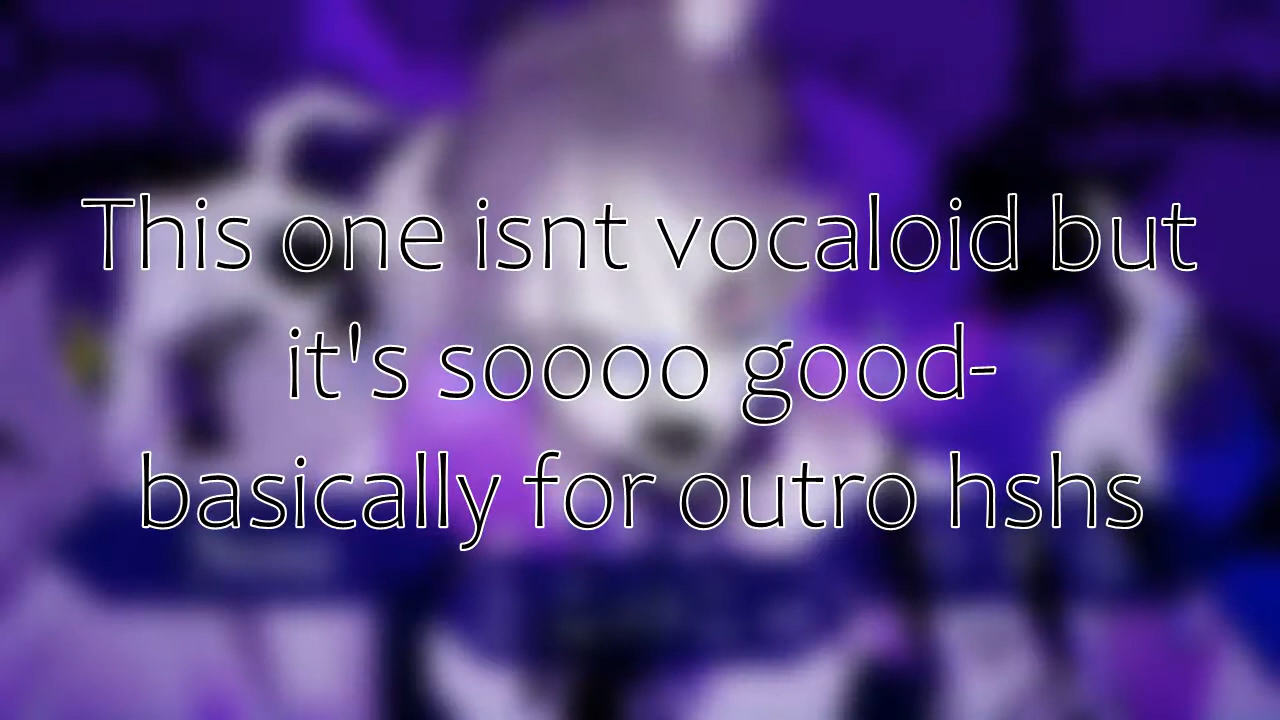 This one isnt vocaloid but
it's soooo good-
basically for outro hshs